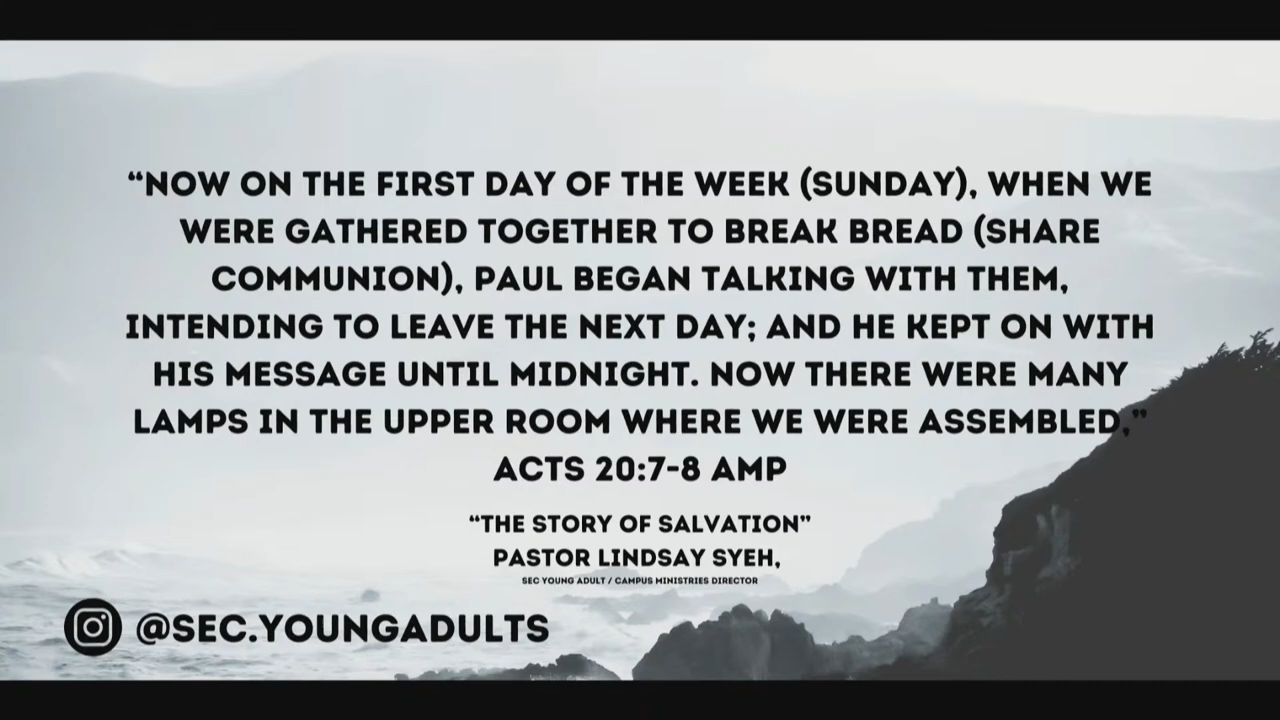 “NOW ON THE FIRST DAY OF THE WEEK (SUNDAY), WHEN WE
WERE GATHERED TOGETHER TO BREAK BREAD (SHARE
COMMUNION), PAUL BEGAN TALKING WITH THEM,
INTENDING TO LEAVE THE NEXT DAY; AND HE KEPT ON WITH
HIS MESSAGE UNTIL MIDNIGHT. NOW THERE WERE MANY
LAMPS IN THE UPPER ROOM WHERE WE WERE ASSEMBLED,”
ACTS 20:7-8 AMP
“THE STORY OF SALVATION”
PASTOR LINDSAY SYEH,
SEC YOUNG ADULT / CAMPUS MINISTRIES DIRECTOR
@SEC.YOUNGADULTS